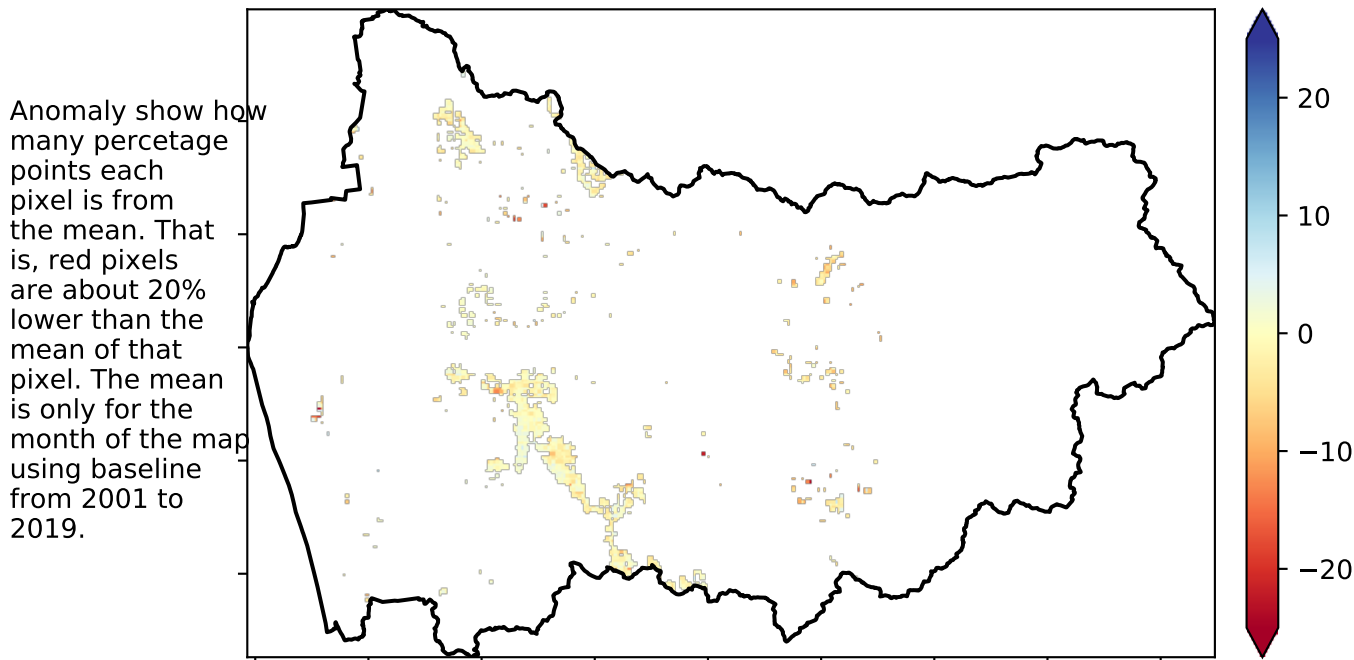 Anomaly show how
many percetage
points each
pixel is from
the mean. That
is, red pixels
are about 20%
lower than the
mean of that
pixel. The mean
is only for the
month of the map
using baseline
from 2001 to
2019.
20
10
0
−10
−20